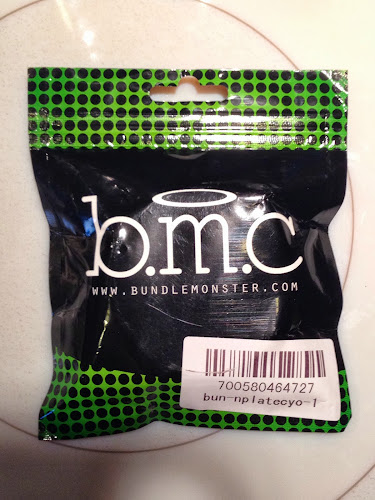 b.m.c
WWW.BUNDLEMONSTER.COM
700580464727
bun-nplatecyo-1